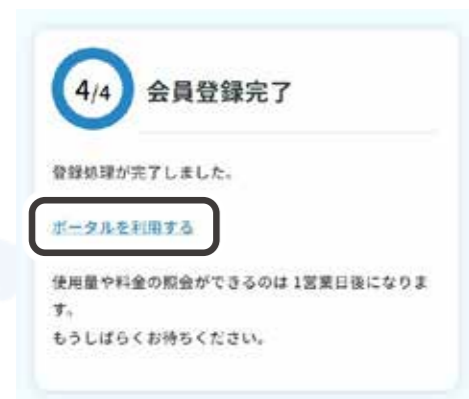 4/4 会員登録完了
登録処理が完了しました。
ポータルを利用する
使用量や料金の照会ができるのは 1営業日後になりま
す。
もうしばらくお待ちください。